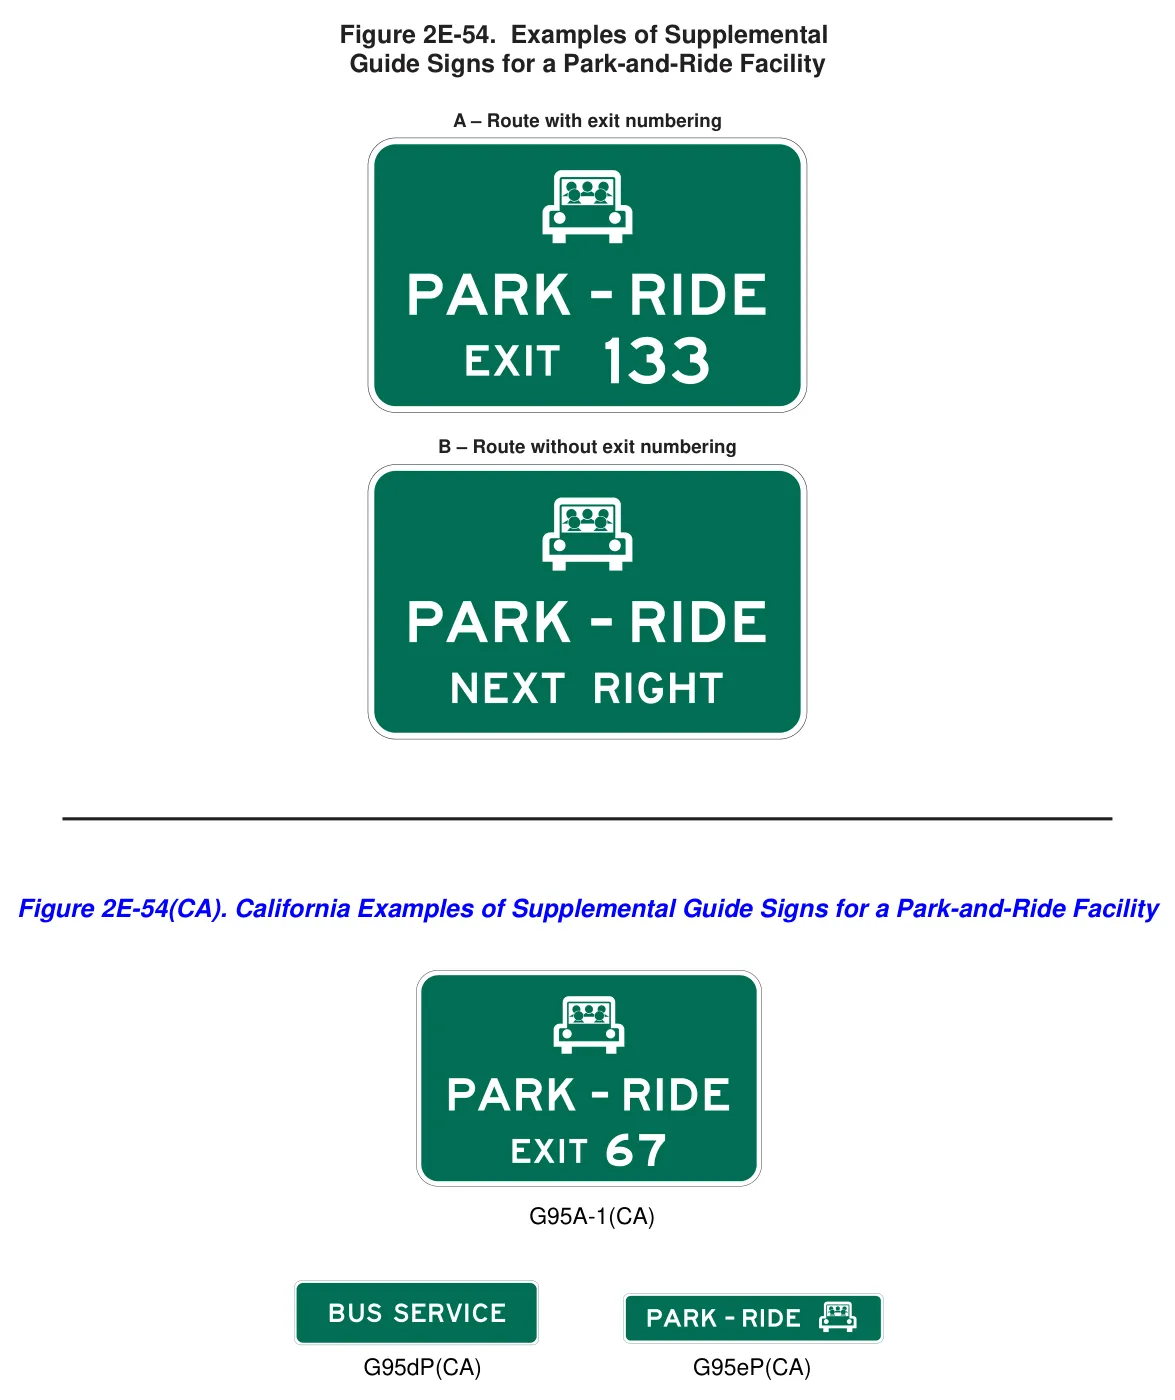 Figure 2E-54.  Examples of Supplemental
Guide Signs for a Park-and-Ride Facility
A – Route with exit numbering
PARK - RIDE
EXIT 133
B – Route without exit numbering
PARK - RIDE
NEXT RIGHT
Figure 2E-54(CA). California Examples of Supplemental Guide Signs for a Park-and-Ride Facility
PARK - RIDE
EXIT 67
G95A-1(CA)
BUS SERVICE
PARK - RIDE
G95dP(CA)
G95eP(CA)